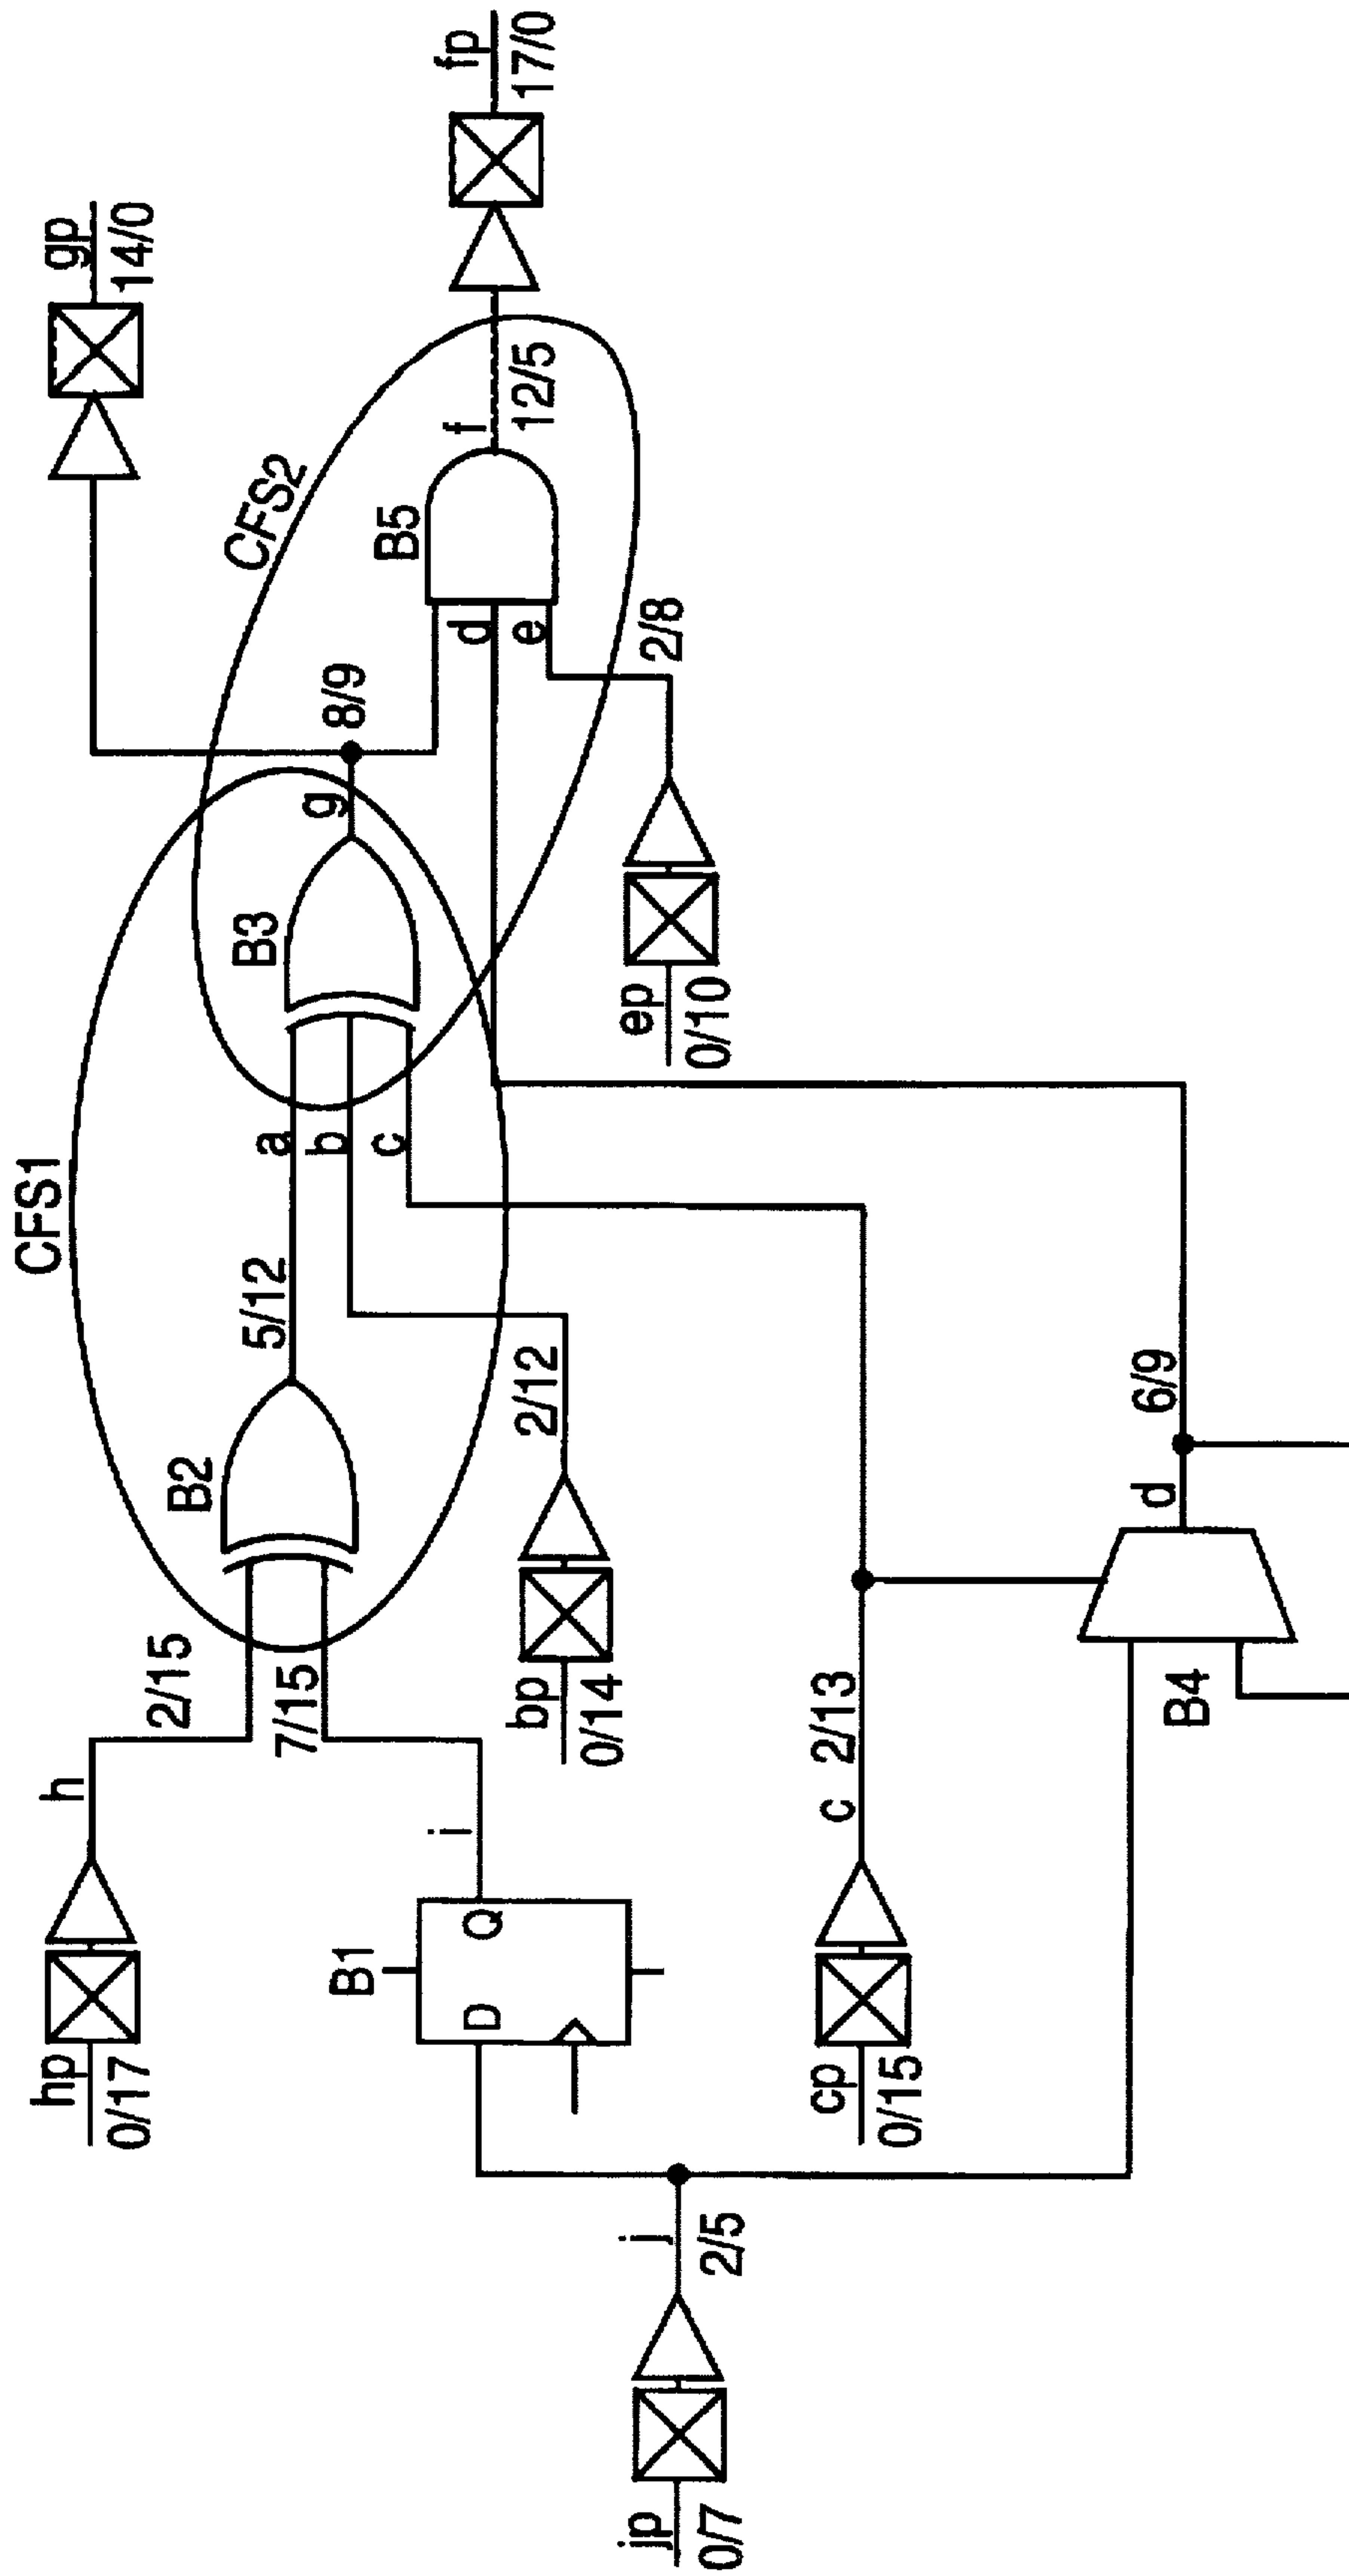 gp
14/0
fp
17/0
CFS2
f
12/5
B5
d
e
2/8
8/9
g
B3
ep
0/10
CFS1
a
b
c
5/12
B2
2/12
6/9
d
bp
0/14
2/15
7/15
h
i
B1
D
Q
c
2/13
B4
hp
0/17
cp
0/15
j
2/5
jp
0/7